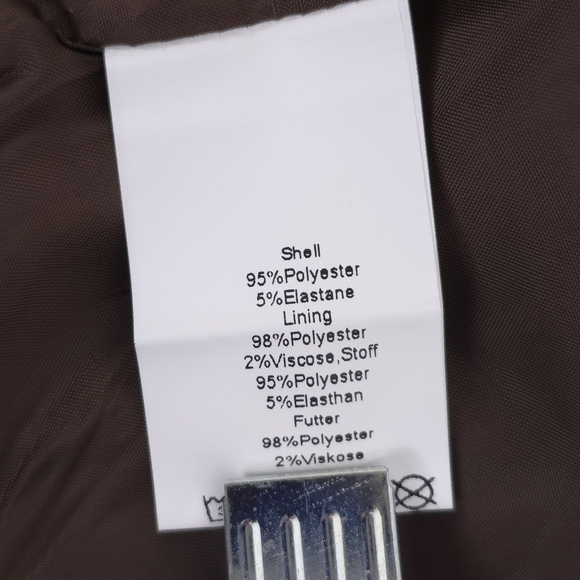 Shell
95%Polyester
5%Elastane
Lining
98%Polyester
2%Viscose,Stoff
95%Polyester
5%Elasthan
Futter
98%Polyester
2%Viskose